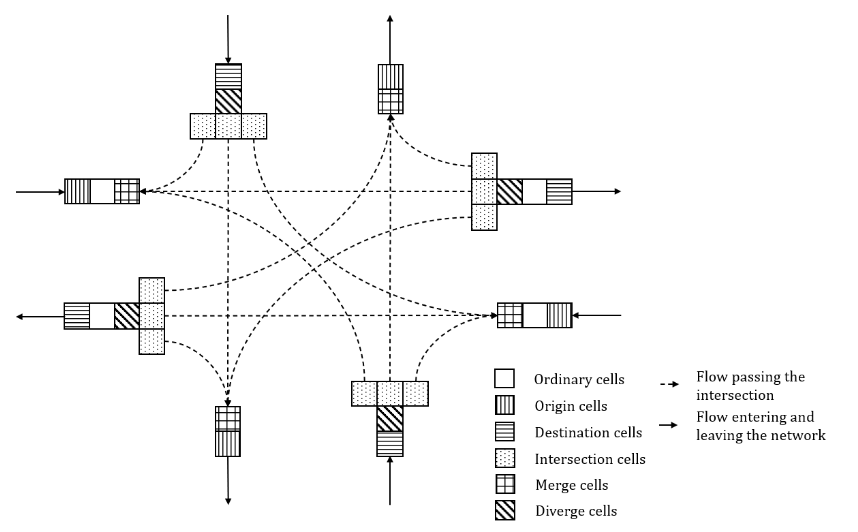 Ordinary cells
Origin cells
Destination cells
Intersection cells
Merge cells
Diverge cells
Flow passing the
intersection
Flow entering and
leaving the network